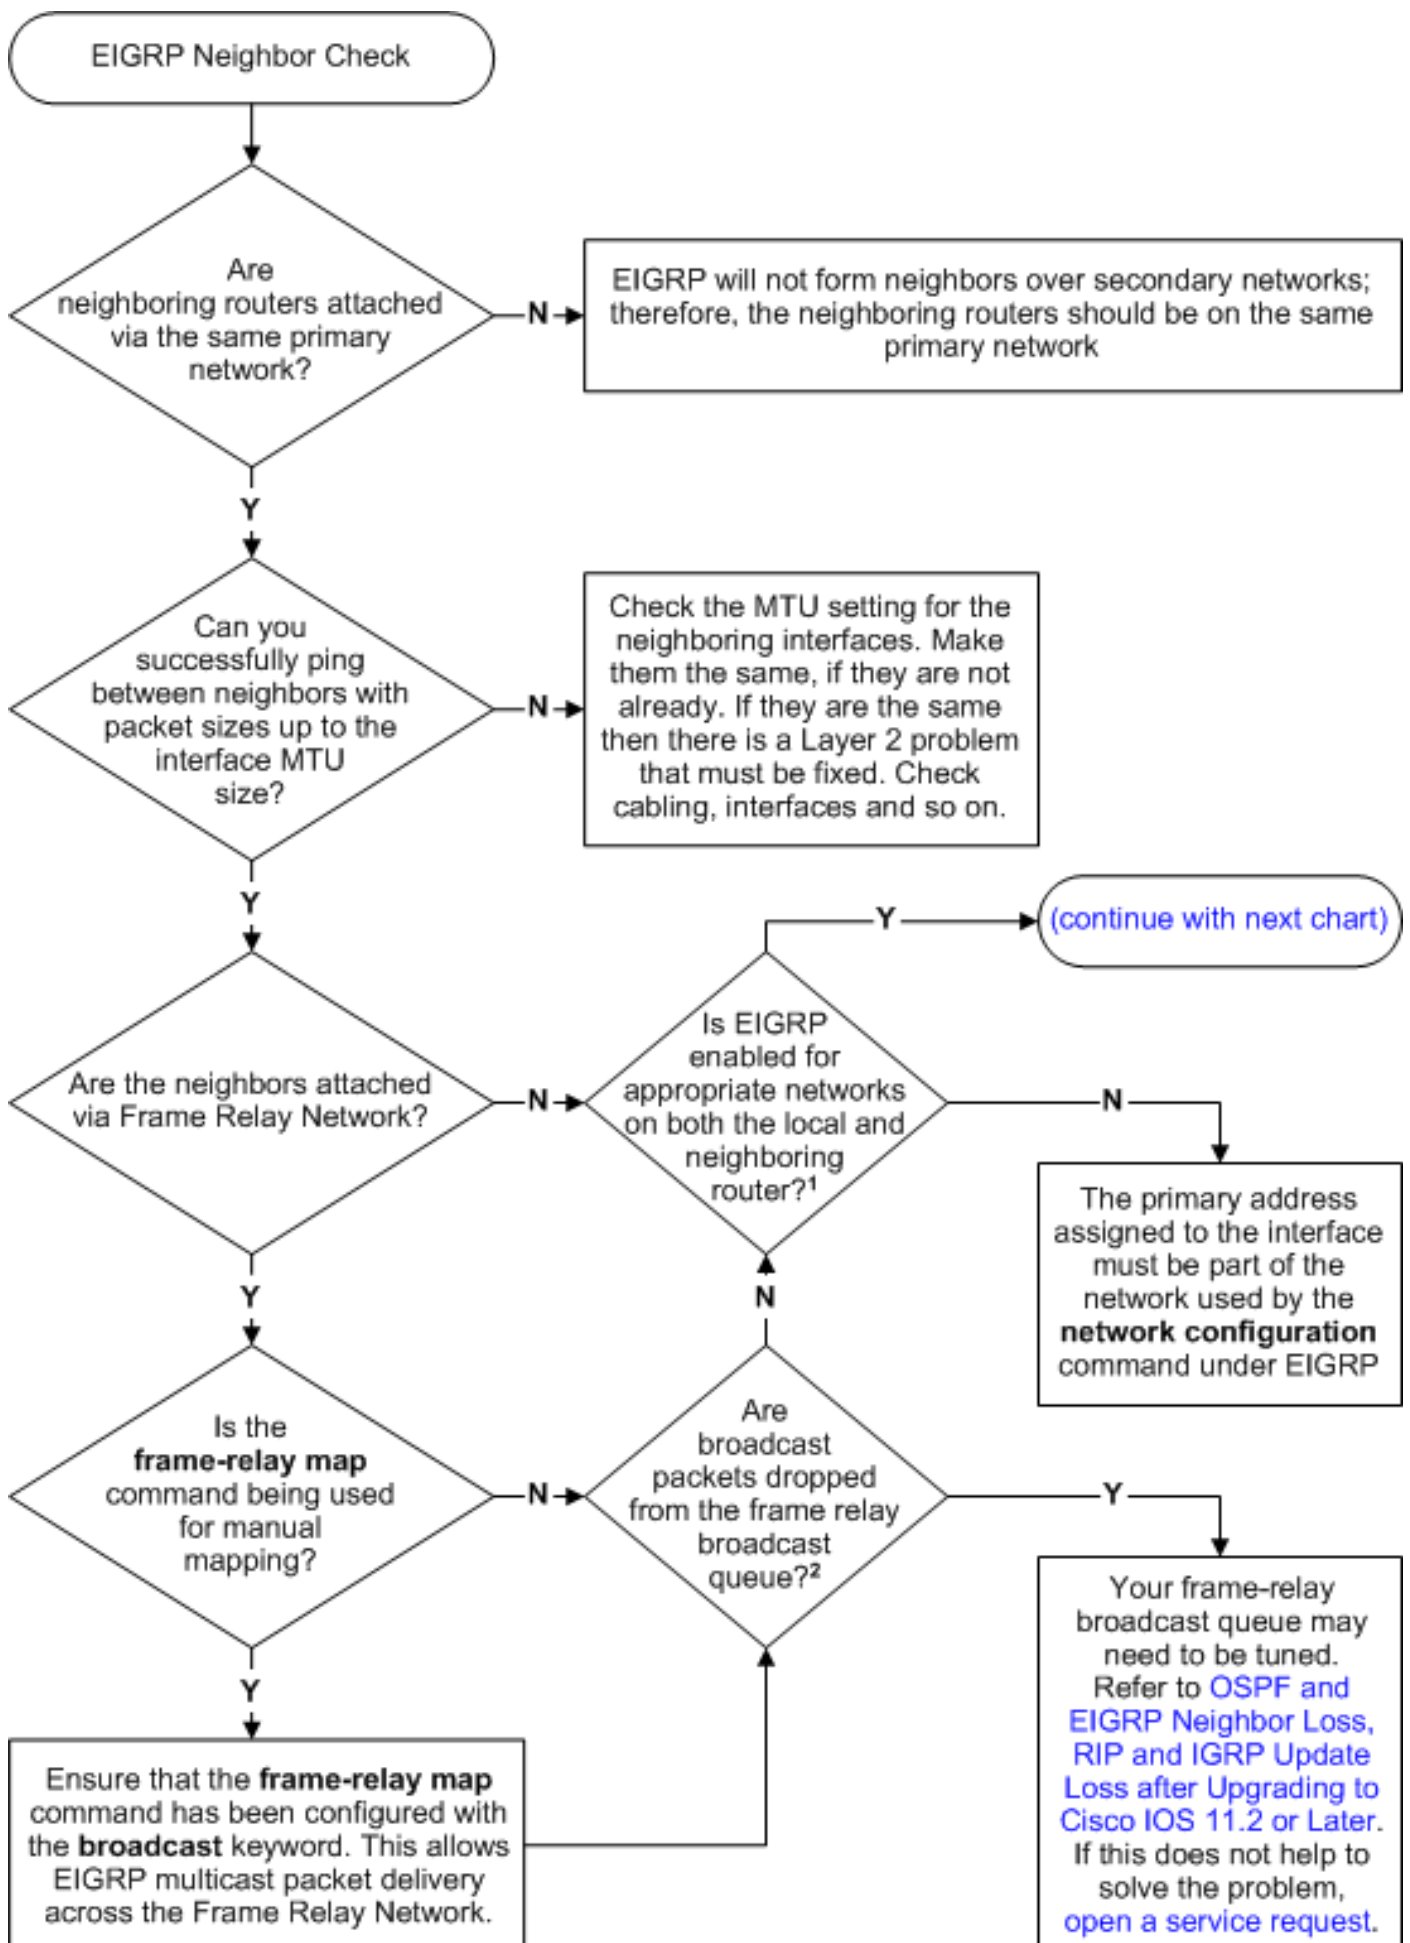 EIGRP Neighbor Check
Are
neighboring routers attached
via the same primary
network?
N
EIGRP will not form neighbors over secondary networks;
therefore, the neighboring routers should be on the same
primary network
Y
Can you
successfully ping
between neighbors with
packet sizes up to the
interface MTU
size?
N
Check the MTU setting for the
neighboring interfaces. Make
them the same, if they are not
already. If they are the same
then there is a Layer 2 problem
that must be fixed. Check
cabling, interfaces and so on.
Y
Are the neighbors attached
via Frame Relay Network?
N
Is EIGRP
enabled for
appropriate networks
on both the local and
neighboring
router?¹
Y
(continue with next chart)
N
The primary address
assigned to the interface
must be part of the
network used by the
network configuration
command under EIGRP
Y
Is the
frame-relay map
command being used
for manual
mapping?
N
Are
broadcast
packets dropped
from the frame relay
broadcast
queue?²
N
Y
Your frame-relay
broadcast queue may
need to be tuned.
Refer to OSPF and
EIGRP Neighbor Loss,
RIP and IGRP Update
Loss after Upgrading to
Cisco IOS 11.2 or Later.
If this does not help to
solve the problem,
open a service request.
Y
Ensure that the frame-relay map
command has been configured with
the broadcast keyword. This allows
EIGRP multicast packet delivery
across the Frame Relay Network.